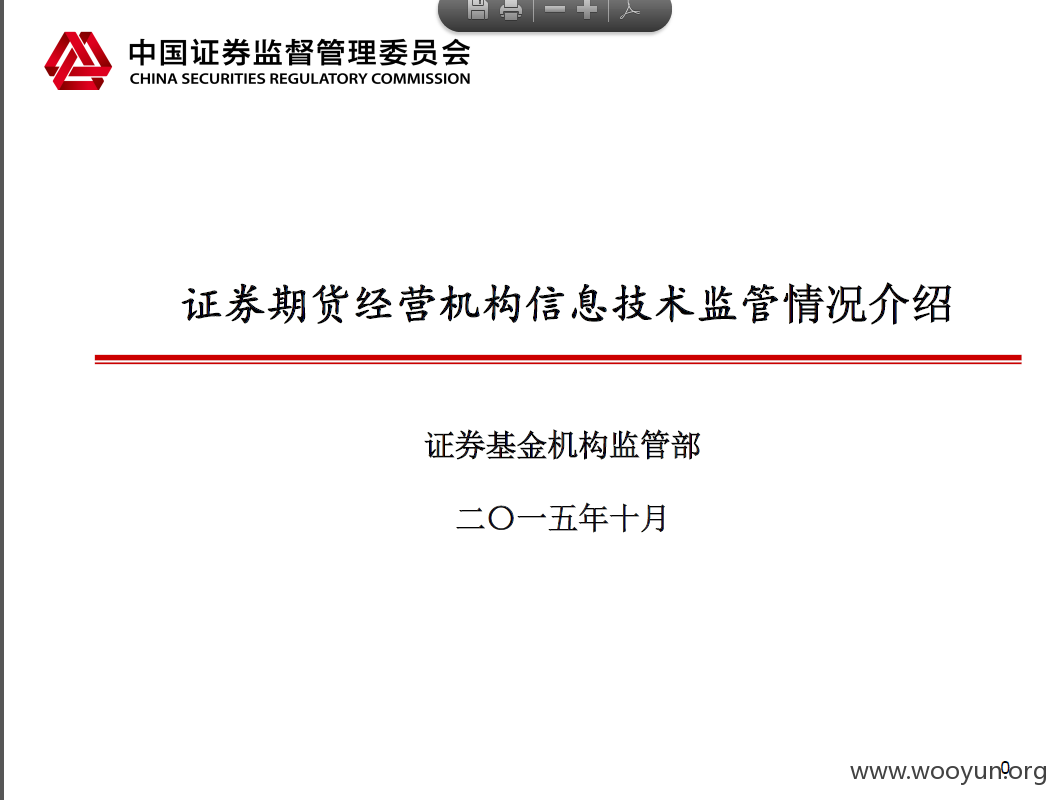 中国证券监督管理委员会
CHINA SECURITIES REGULATORY COMMISSION
证券期货经营机构信息技术监管情况介绍
证券基金机构监管部
二〇一五年十月
0
www.wooyun.org